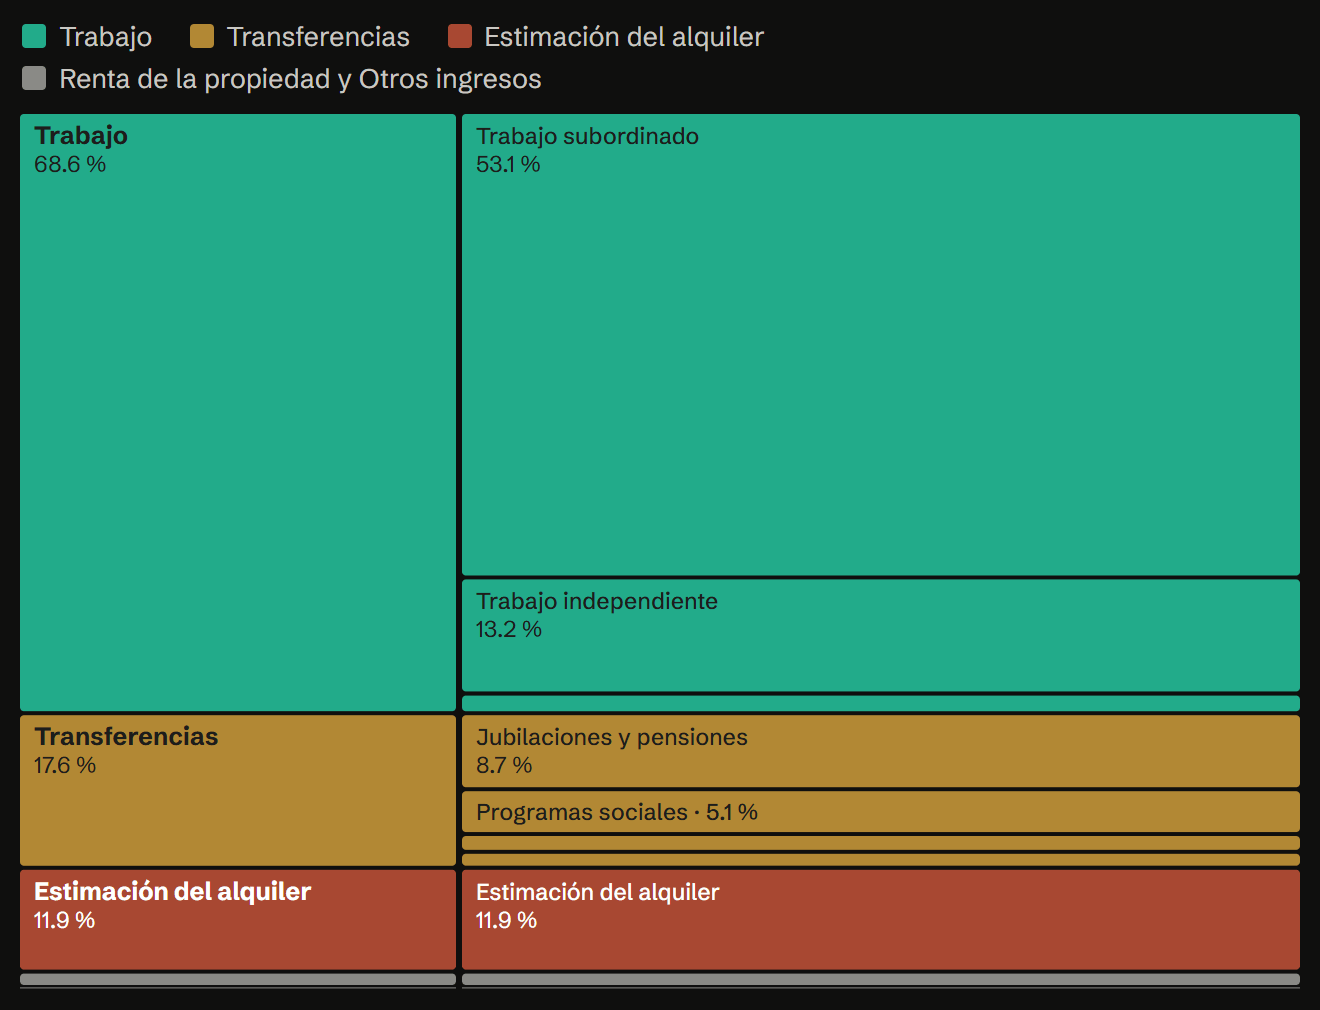 Trabajo
Transferencias
Estimación del alquiler
Renta de la propiedad y Otros ingresos
Trabajo
68.6 %
Trabajo subordinado
53.1 %
Trabajo independiente
13.2 %
Transferencias
17.6 %
Jubilaciones y pensiones
8.7 %
Programas sociales · 5.1 %
Estimación del alquiler
11.9 %
Estimación del alquiler
11.9 %